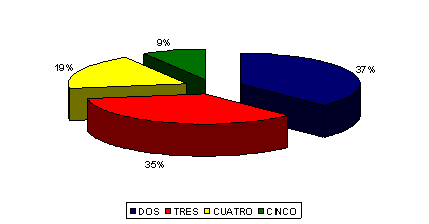 9%
19%
37%
35%
DOS TRES CUATRO CINCO